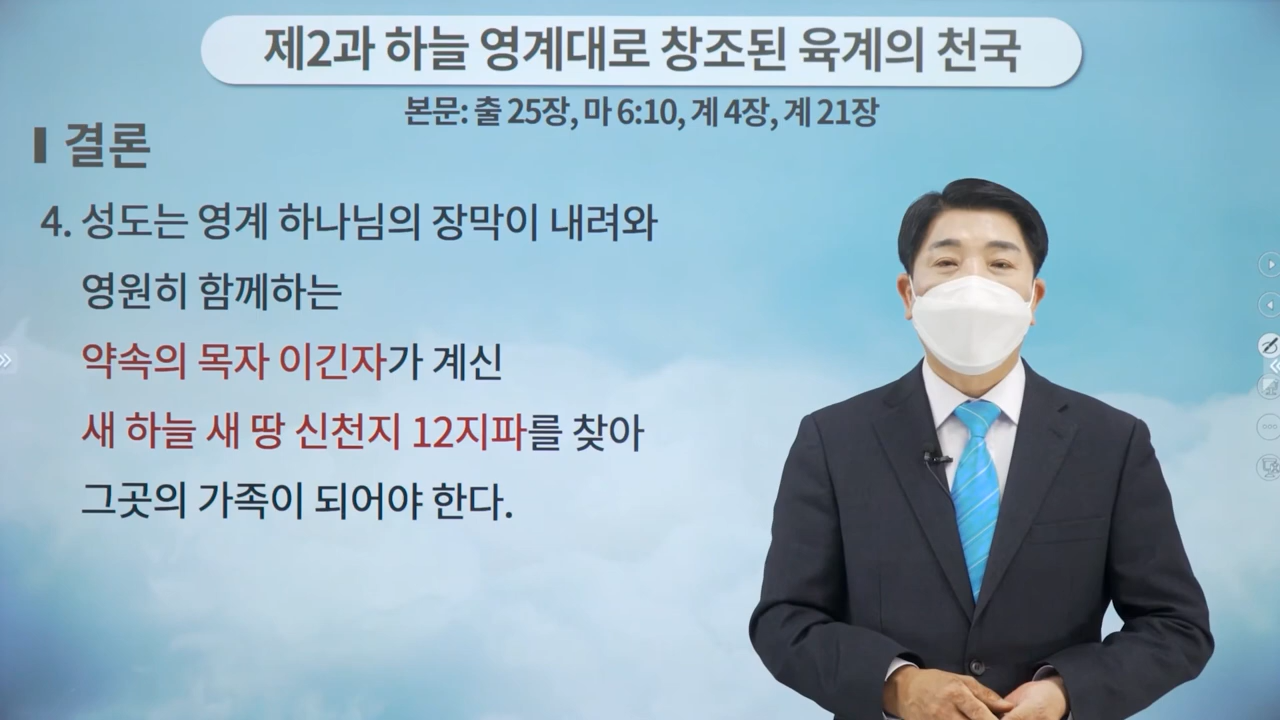 제2과 하늘 영계대로 창조된 육계의 천국
본문: 출 25장, 마 6:10, 계 4장, 계 21장
결론
4. 성도는 영계 하나님의 장막이 내려와
영원히 함께하는
약속의 목자 이긴자가 계신
새 하늘 새 땅 신천지 12지파를 찾아
그곳의 가족이 되어야 한다.